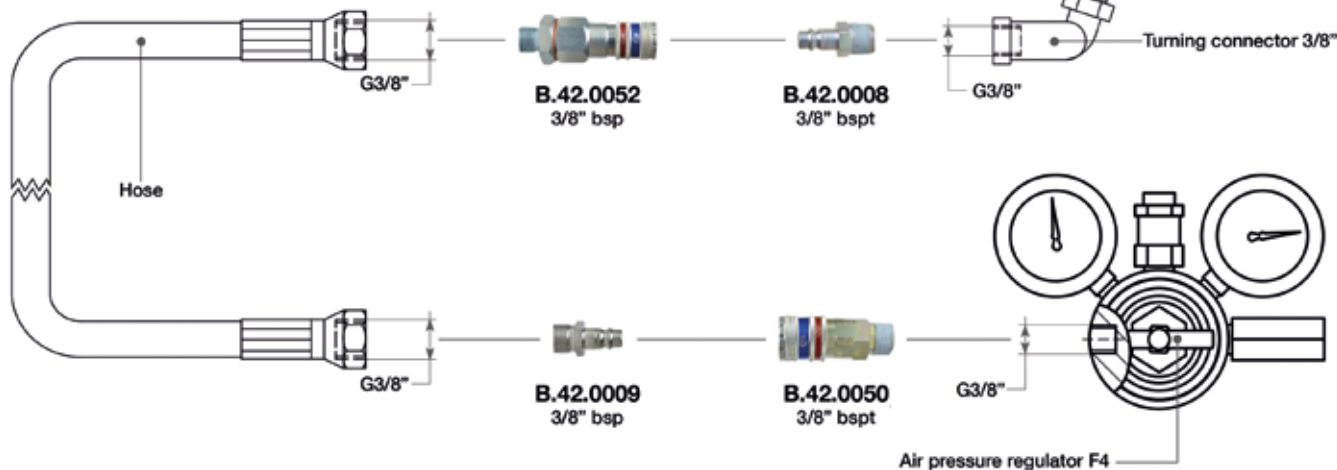 Turning connector 3/8"
G3/8"
B.42.0052
3/8" bsp
B.42.0008
3/8" bspt
G3/8"
Hose
G3/8"
B.42.0009
3/8" bsp
B.42.0050
3/8" bspt
G3/8"
Air pressure regulator F4